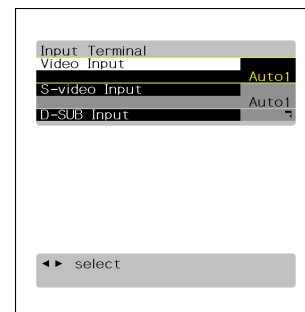 Input Terminal
Video Input
Auto1
S-video Input
Auto1
D-SUB Input
◄► select